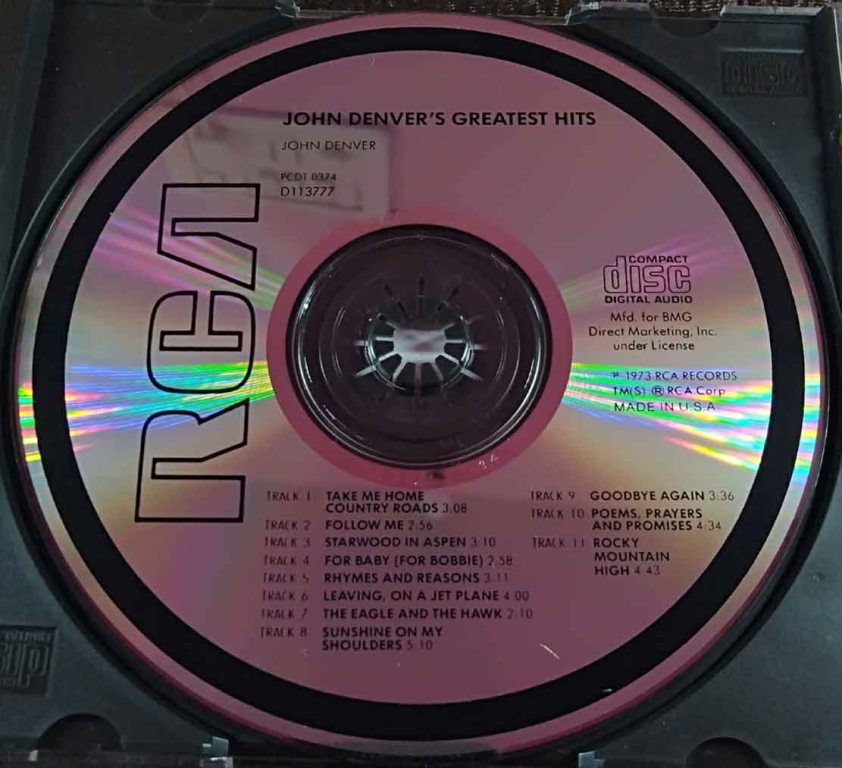 JOHN DENVER'S GREATEST HITS
JOHN DENVER
PCD1 0374
D113777
RCA
COMPACT
disc
DIGITAL AUDIO
Mfd. for BMG
Direct Marketing, Inc.
under License
℗ 1973 RCA RECORDS
TM(S) ® RCA Corp
MADE IN U.S.A
TRACK 1 TAKE ME HOME
COUNTRY ROADS 3:08
TRACK 2 FOLLOW ME 2:56
TRACK 3 STARWOOD IN ASPEN 3:10
TRACK 4 FOR BABY (FOR BOBBIE) 2:58
TRACK 5 RHYMES AND REASONS 3:11
TRACK 6 LEAVING, ON A JET PLANE 4:00
TRACK 7 THE EAGLE AND THE HAWK 2:10
TRACK 8 SUNSHINE ON MY
SHOULDERS 5:10
TRACK 9 GOODBYE AGAIN 3:36
TRACK 10 POEMS, PRAYERS
AND PROMISES 4:34
TRACK 11 ROCKY
MOUNTAIN
HIGH 4:43